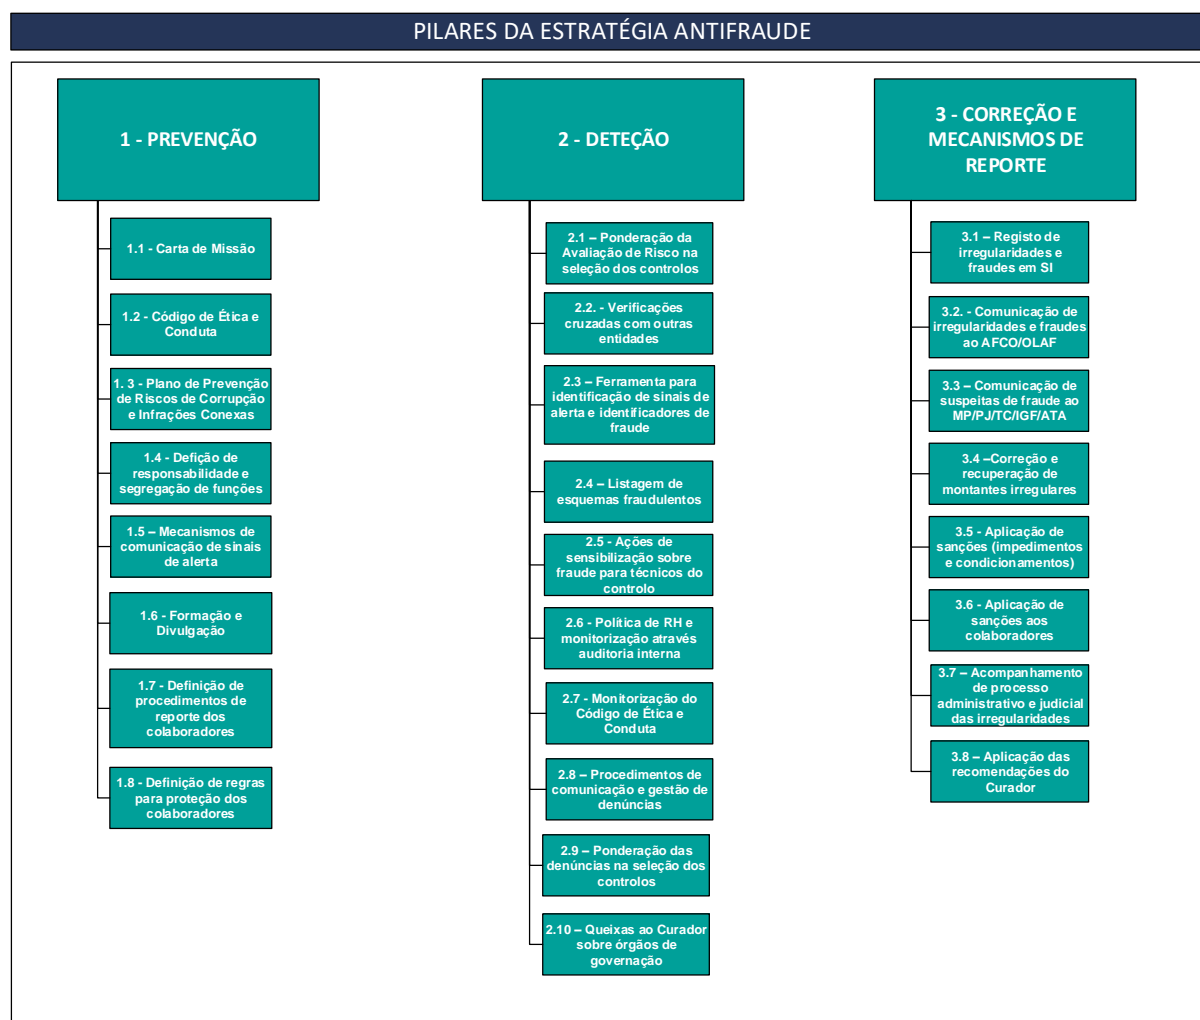 PILARES DA ESTRATÉGIA ANTIFRAUDE
1 - PREVENÇÃO
1.1 - Carta de Missão
1.2 - Código de Ética e
Conduta
1. 3 - Plano de Prevenção
de Riscos de Corrupção
e Infrações Conexas
1.4 - Defição de
responsabilidade e
segregação de funções
1.5 – Mecanismos de
comunicação de sinais
de alerta
1.6 - Formação e
Divulgação
1.7 - Definição de
procedimentos de
reporte dos
colaboradores
1.8 - Definição de regras
para proteção dos
colaboradores
2 - DETEÇÃO
2.1 – Ponderação da
Avaliação de Risco na
seleção dos controlos
2.2. - Verificações
cruzadas com outras
entidades
2.3 – Ferramenta para
identificação de sinais de
alerta e identificadores de
fraude
2.4 – Listagem de
esquemas fraudulentos
2.5 - Ações de
sensibilização sobre
fraude para técnicos do
controlo
2.6 - Política de RH e
monitorização através
auditoria interna
2.7 - Monitorização do
Código de Ética e
Conduta
2.8 – Procedimentos de
comunicação e gestão de
denúncias
2.9 – Ponderação das
denúncias na seleção dos
controlos
2.10 – Queixas ao Curador
sobre órgãos de
governação
3 - CORREÇÃO E
MECANISMOS DE
REPORTE
3.1 – Registo de
irregularidades e
fraudes em SI
3.2. - Comunicação de
irregularidades e fraudes
ao AFCO/OLAF
3.3 – Comunicação de
suspeitas de fraude ao
MP/PJ/TC/IGF/ATA
3.4 –Correção e
recuperação de
montantes irregulares
3.5 – Aplicação de
sanções (impedimentos
e condicionamentos)
3.6 – Aplicação de
sanções aos
colaboradores
3.7 – Acompanhamento
de processo
administrativo e judicial
das irregularidades
3.8 – Aplicação das
recomendações do
Curador